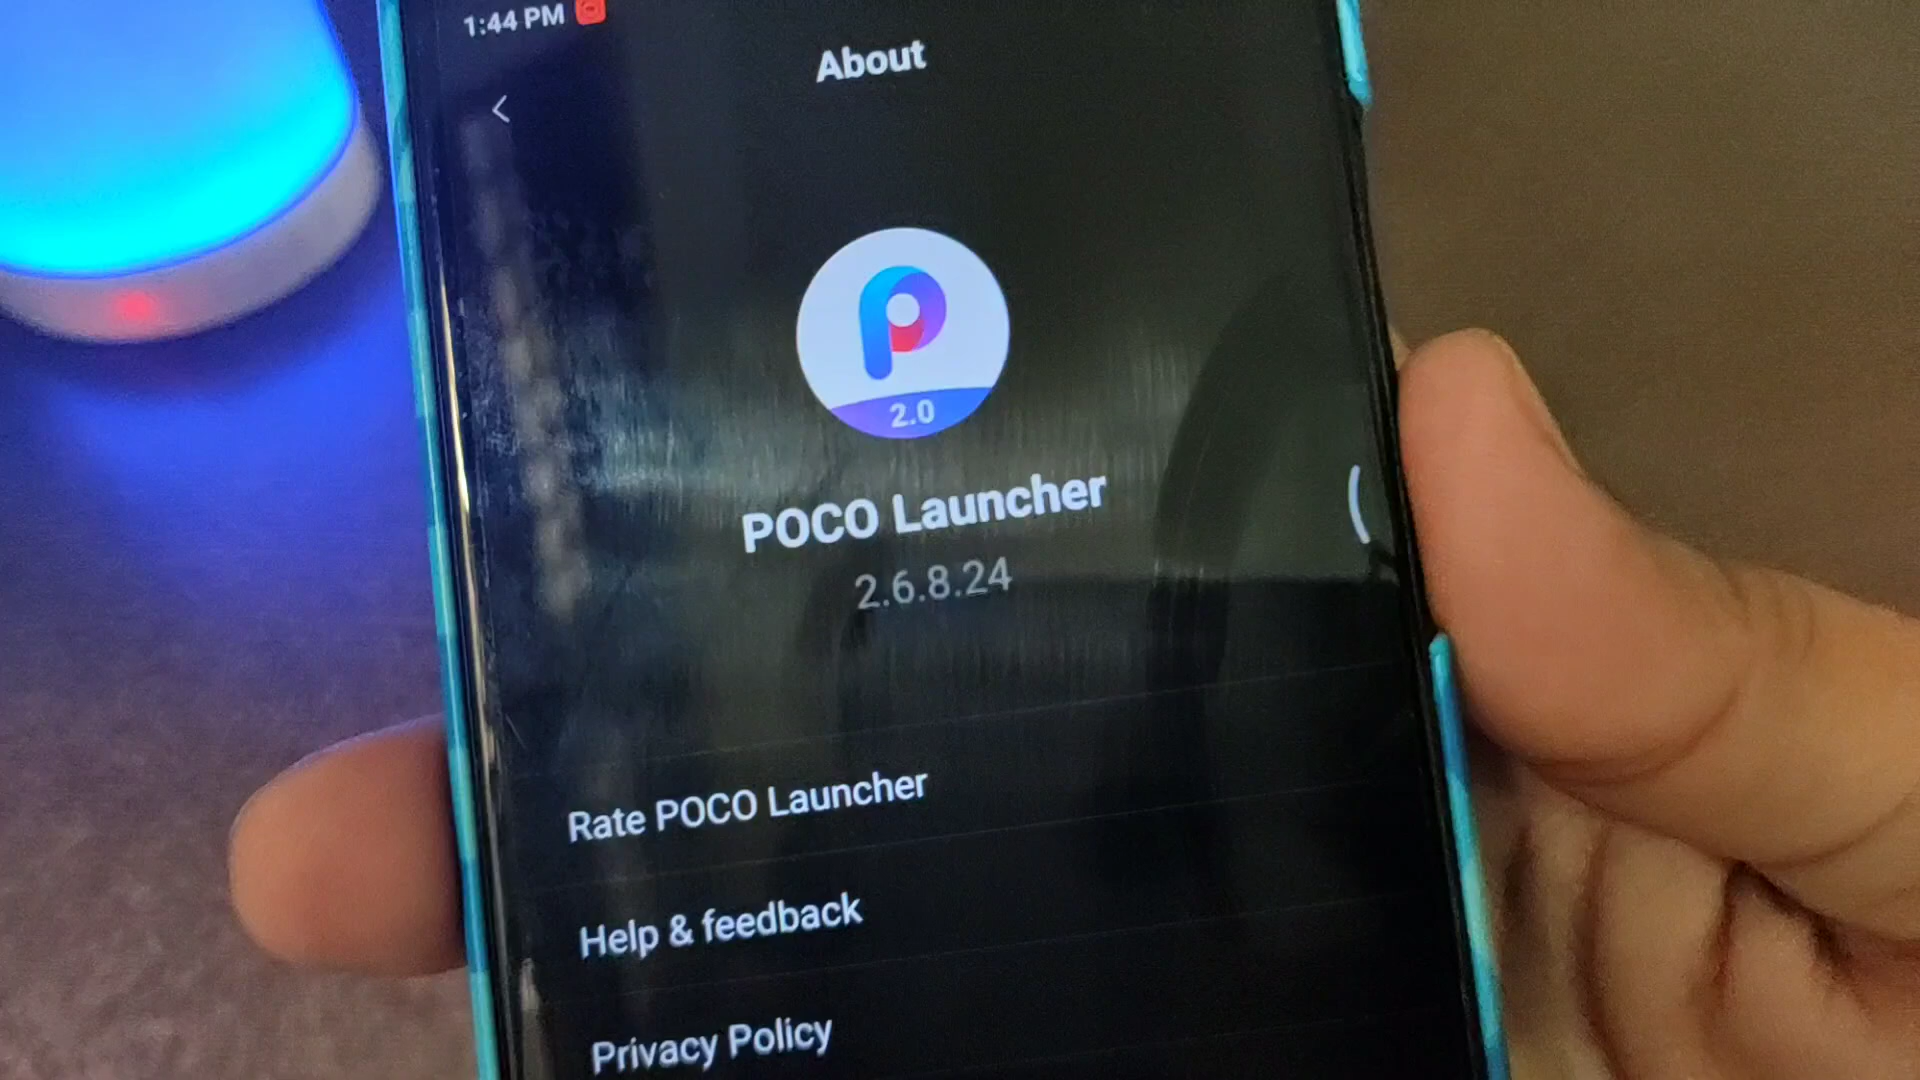 1:44 PM
About
2.0
POCO Launcher
2.6.8.24
Rate POCO Launcher
Help & feedback
Privacy Policy